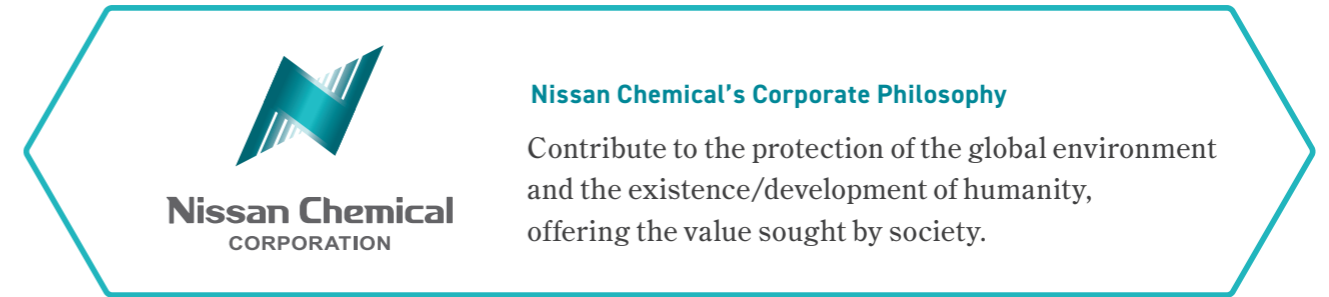 Nissan Chemical
CORPORATION
Nissan Chemical's Corporate Philosophy
Contribute to the protection of the global environment
and the existence/development of humanity,
offering the value sought by society.